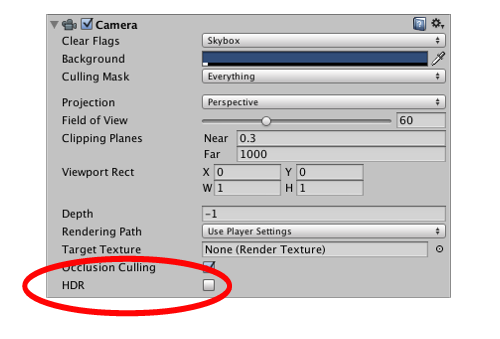 Camera
Clear Flags Skybox
Background
Culling Mask Everything
Projection Perspective
Field of View 60
Clipping Planes Near 0.3
Far 1000
Viewport Rect X 0 Y 0
W 1 H 1
Depth -1
Rendering Path Use Player Settings
Target Texture None (Render Texture)
Occlusion Culling
HDR